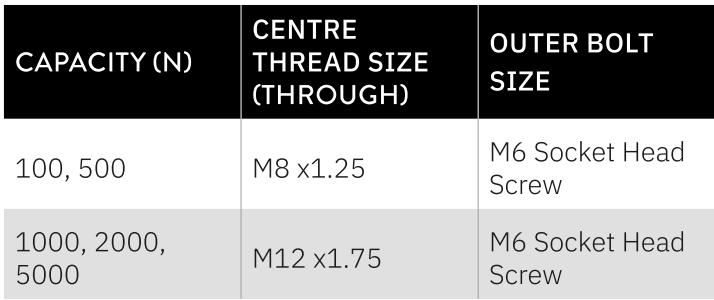 CAPACITY (N)
CENTRE
THREAD SIZE
(THROUGH)
OUTER BOLT
SIZE
100, 500
M8 x1.25
M6 Socket Head
Screw
1000, 2000,
5000
M12 x1.75
M6 Socket Head
Screw